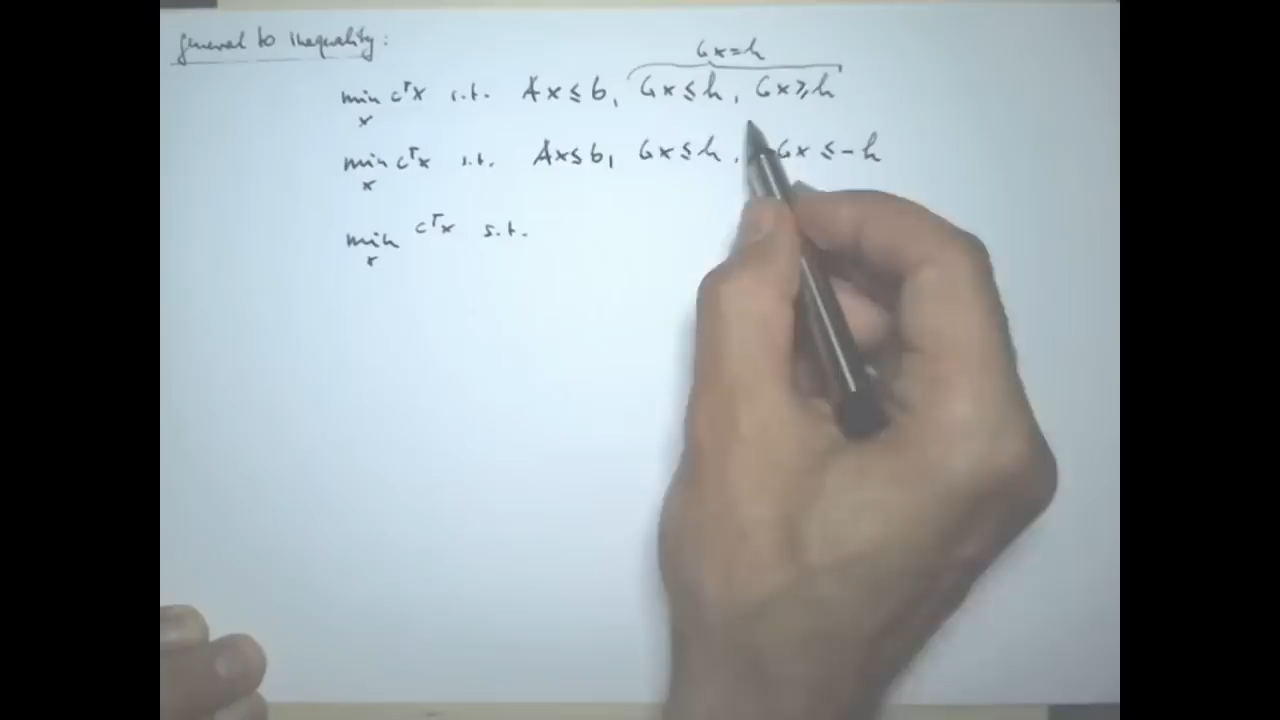 general to inequality:
Gx=h
min cᵀx s.t. Ax≤b, Gx≤h, Gx≥h
x
min cᵀx s.t. Ax≤b, Gx≤h, -Gx≤-h
x
min cᵀx s.t.
x